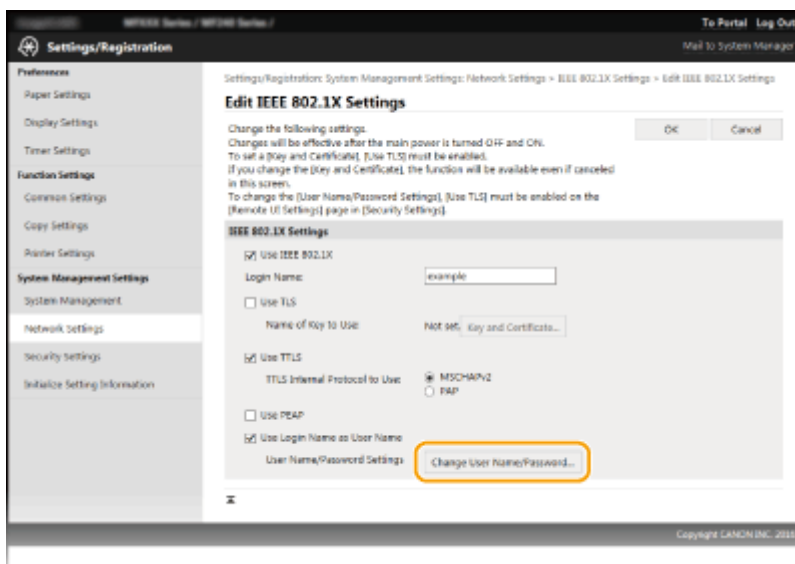 MF240 Series /
To Portal Log Out
Settings/Registration
Mail to System Manager
Preferences
Paper Settings
Display Settings
Timer Settings
Function Settings
Common Settings
Copy Settings
Printer Settings
System Management Settings
System Management
Network Settings
Security Settings
Initialize Setting Information
Settings/Registration: System Management Settings: Network Settings > IEEE 802.1X Settings > Edit IEEE 802.1X Settings
Edit IEEE 802.1X Settings
Change the following settings.
Changes will be effective after the main power is turned OFF and ON.
To set a [Key and Certificate], [Use TLS] must be enabled.
If you change the [Key and Certificate], the function will be available even if canceled
in this screen.
To change the [User Name/Password Settings], [Use TLS] must be enabled on the
[Remote UI Settings] page in [Security Settings].
OK
Cancel
IEEE 802.1X Settings
Use IEEE 802.1X
Login Name:
example
Use TLS
Name of Key to Use:
Not set.
Key and Certificate...
Use TTLS
TTLS Internal Protocol to Use:
MSCHAPv2
PAP
Use PEAP
Use Login Name as User Name
User Name/Password Settings
Change User Name/Password...
Copyright CANON INC. 2016